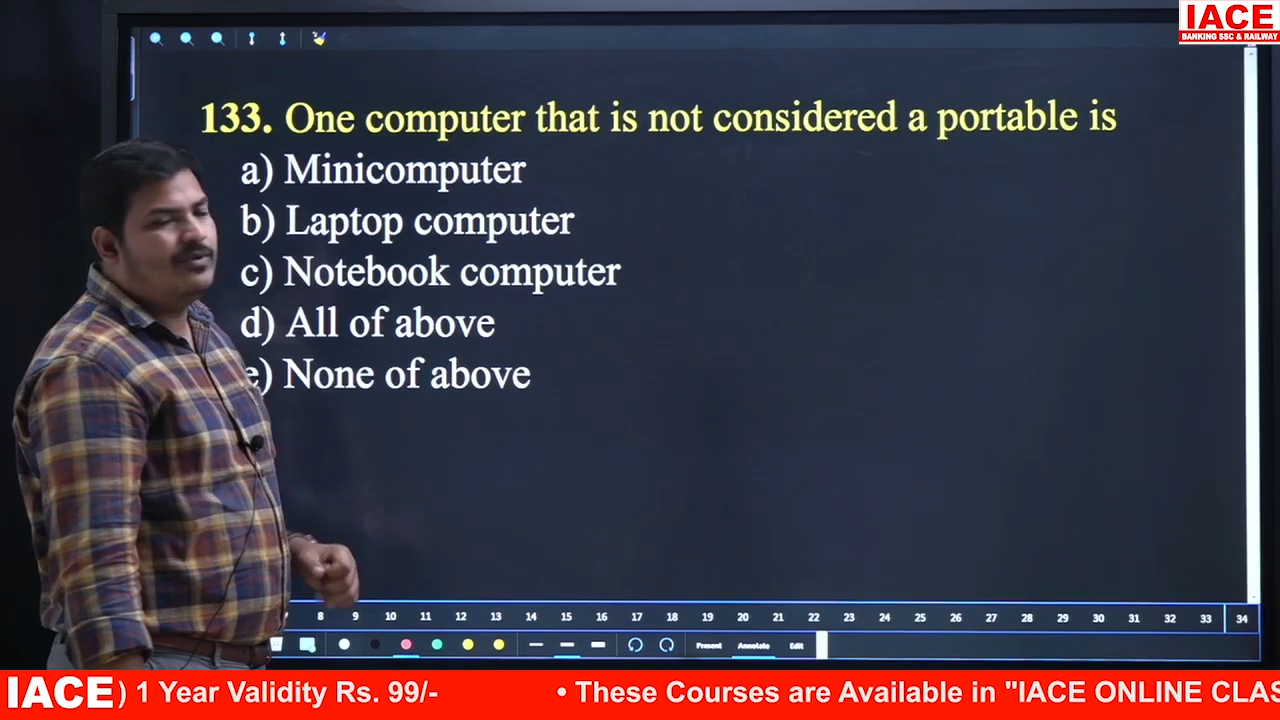 IACE
BANKING SSC & RAILWAY
133. One computer that is not considered a portable is
a) Minicomputer
b) Laptop computer
c) Notebook computer
d) All of above
e) None of above
8 9 10 11 12 13 14 15 16 17 18 19 20 21 22 23 24 25 26 27 28 29 30 31 32 33 34
Present Annotate Edit
IACE ) 1 Year Validity Rs. 99/- • These Courses are Available in "IACE ONLINE CLAS